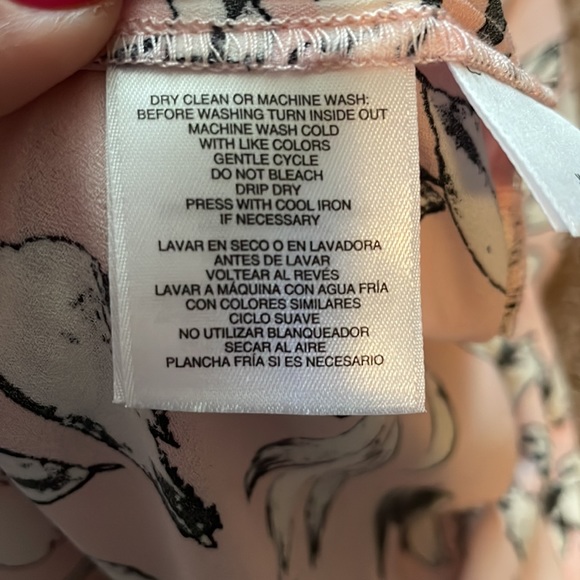 DRY CLEAN OR MACHINE WASH:
BEFORE WASHING TURN INSIDE OUT
MACHINE WASH COLD
WITH LIKE COLORS
GENTLE CYCLE
DO NOT BLEACH
DRIP DRY
PRESS WITH COOL IRON
IF NECESSARY
LAVAR EN SECO O EN LAVADORA
ANTES DE LAVAR
VOLTEAR AL REVÉS
LAVAR A MÁQUINA CON AGUA FRÍA
CON COLORES SIMILARES
CICLO SUAVE
NO UTILIZAR BLANQUEADOR
SECAR AL AIRE
PLANCHA FRÍA SI ES NECESARIO